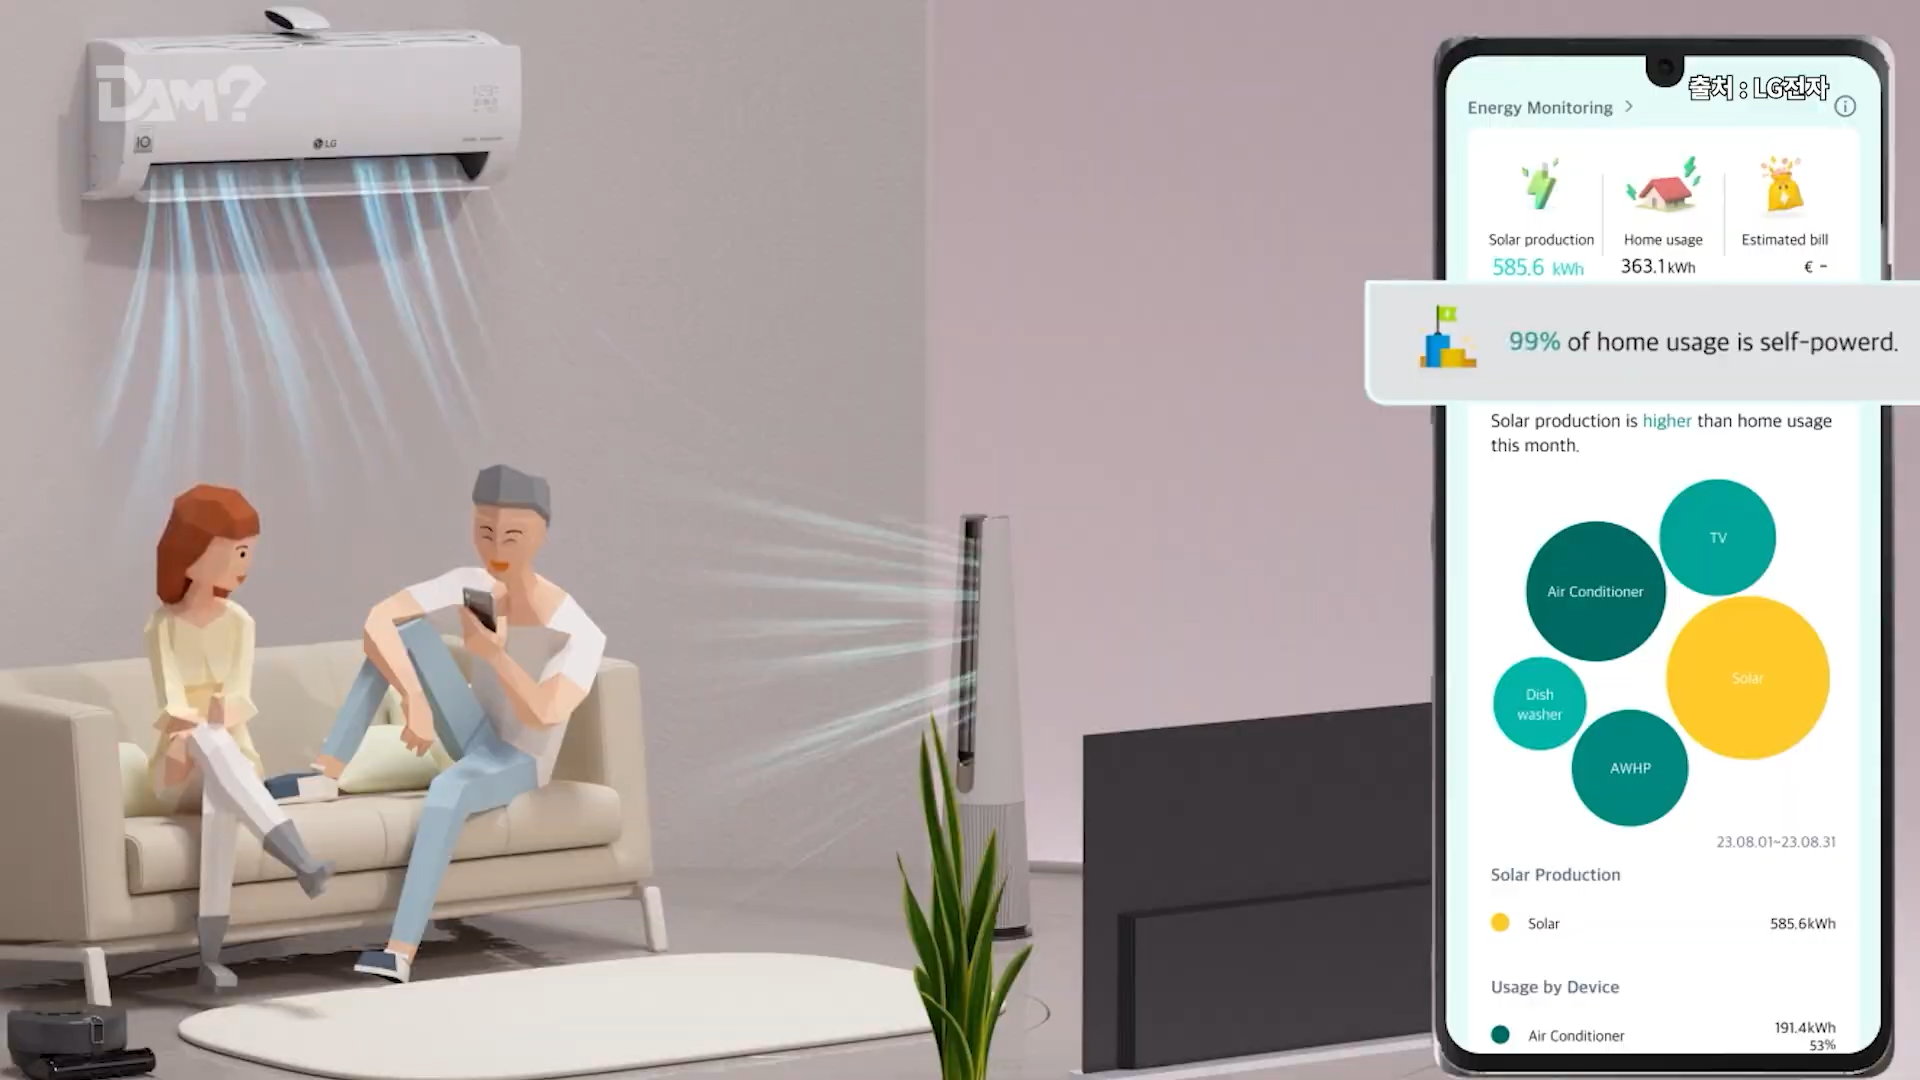 DAM?
10
LG
출처 : LG전자
Energy Monitoring >
Solar production
585.6 kWh
Home usage
363.1kWh
Estimated bill
€ -
99% of home usage is self-powerd.
Solar production is higher than home usage
this month.
TV
Air Conditioner
Solar
Dish
washer
AWHP
23.08.01~23.08.31
Solar Production
Solar
585.6kWh
Usage by Device
Air Conditioner
191.4kWh
53%